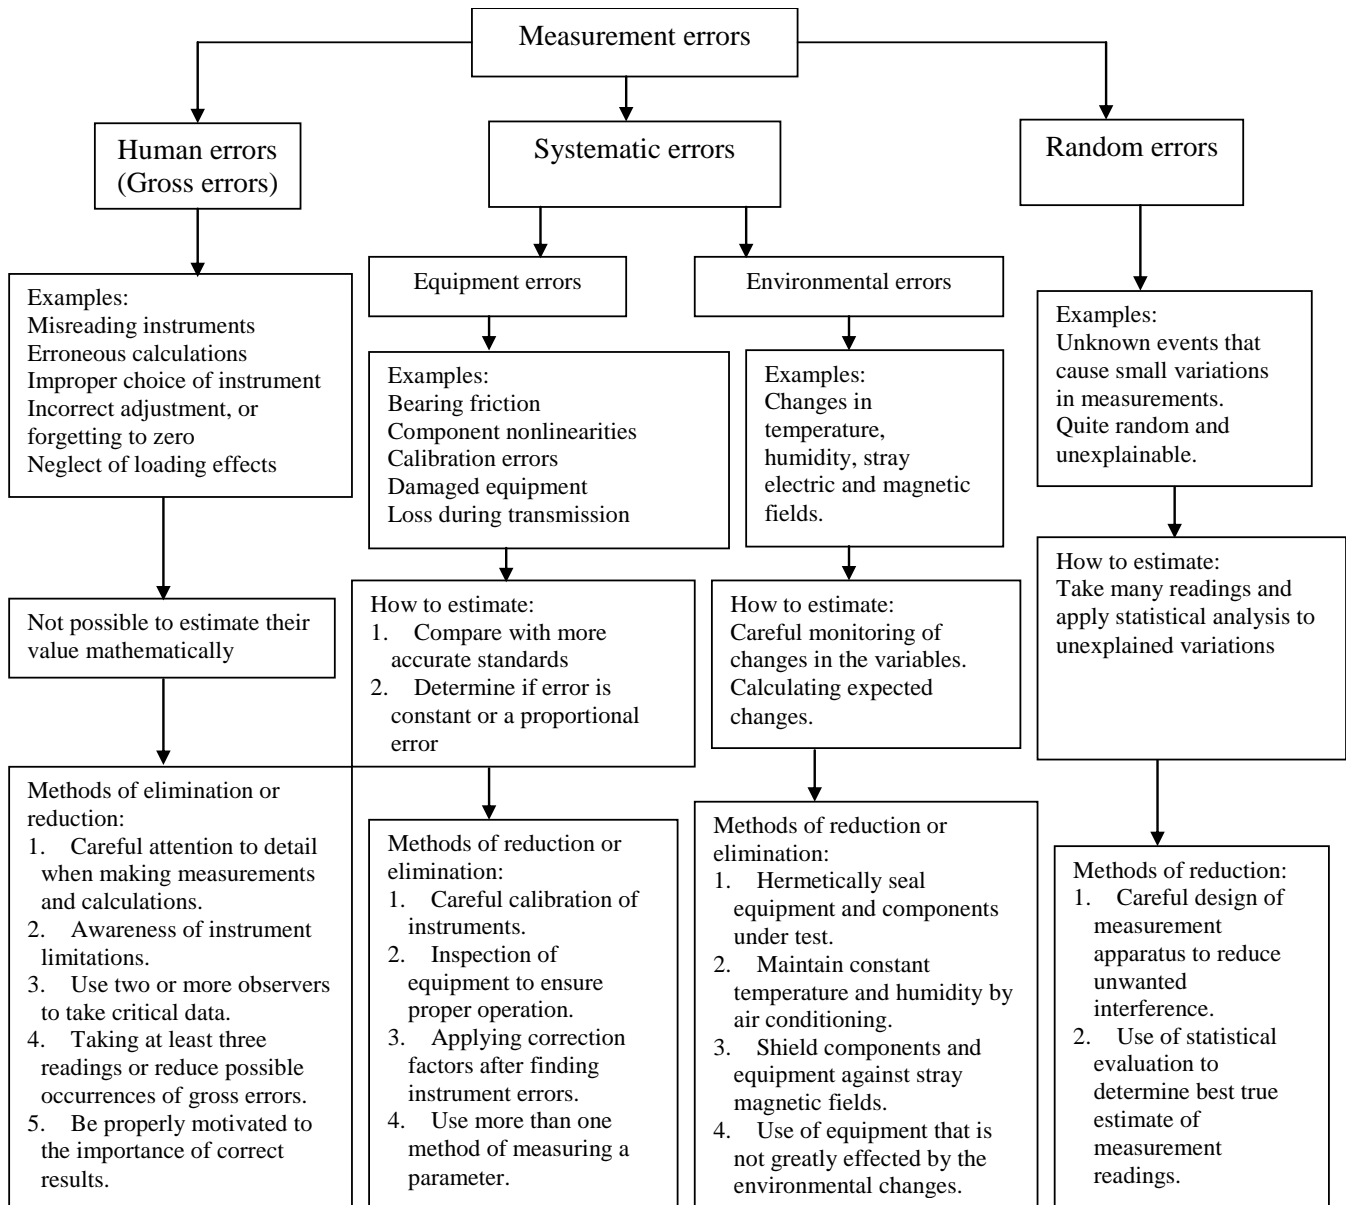 Measurement errors
Human errors
(Gross errors)
Systematic errors
Random errors
Examples:
Misreading instruments
Erroneous calculations
Improper choice of instrument
Incorrect adjustment, or
forgetting to zero
Neglect of loading effects
Equipment errors
Environmental errors
Examples:
Bearing friction
Component nonlinearities
Calibration errors
Damaged equipment
Loss during transmission
Examples:
Changes in
temperature,
humidity, stray
electric and magnetic
fields.
Examples:
Unknown events that
cause small variations
in measurements.
Quite random and
unexplainable.
Not possible to estimate their
value mathematically
How to estimate:
1. Compare with more
accurate standards
2. Determine if error is
constant or a proportional
error
How to estimate:
Careful monitoring of
changes in the variables.
Calculating expected
changes.
How to estimate:
Take many readings and
apply statistical analysis to
unexplained variations
Methods of elimination or
reduction:
1. Careful attention to detail
when making measurements
and calculations.
2. Awareness of instrument
limitations.
3. Use two or more observers
to take critical data.
4. Taking at least three
readings or reduce possible
occurrences of gross errors.
5. Be properly motivated to
the importance of correct
results.
Methods of reduction or
elimination:
1. Careful calibration of
instruments.
2. Inspection of
equipment to ensure
proper operation.
3. Applying correction
factors after finding
instrument errors.
4. Use more than one
method of measuring a
parameter.
Methods of reduction or
elimination:
1. Hermetically seal
equipment and components
under test.
2. Maintain constant
temperature and humidity by
air conditioning.
3. Shield components and
equipment against stray
magnetic fields.
4. Use of equipment that is
not greatly effected by the
environmental changes.
Methods of reduction:
1. Careful design of
measurement
apparatus to reduce
unwanted
interference.
2. Use of statistical
evaluation to
determine best true
estimate of
measurement
readings.